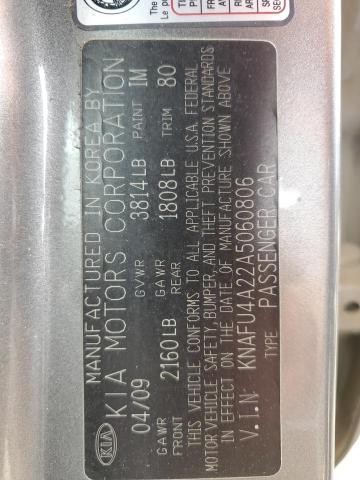 MANUFACTURED IN KOREA BY
KIA KIA MOTORS CORPORATION
04/09 GVWR 3814LB PAINT IM
GAWR FRONT 2160LB GAWR REAR 1808LB TRIM 80
THIS VEHICLE CONFORMS TO ALL APPLICABLE U.S.A. FEDERAL
MOTOR VEHICLE SAFETY, BUMPER, AND THEFT PREVENTION STANDARDS
IN EFFECT ON THE DATE OF MANUFACTURE SHOWN ABOVE
V.I.N KNAFU4A22A5060806
TYPE PASSENGER CAR
The